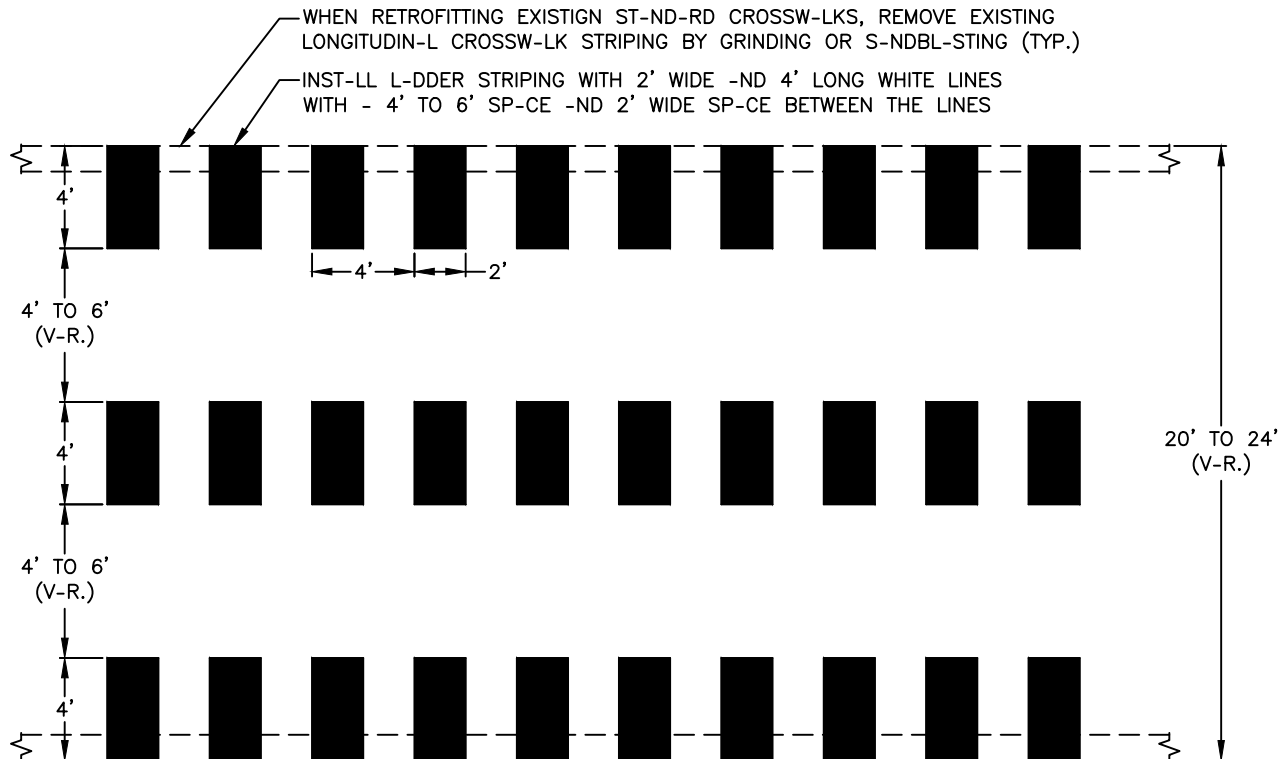 WHEN RETROFITTING EXISTIGN ST-ND-RD CROSSW-LKS, REMOVE EXISTING
LONGITUDIN-L CROSSW-LK STRIPING BY GRINDING OR S-NDBL-STING (TYP.)
INST-LL L-DDER STRIPING WITH 2' WIDE -ND 4' LONG WHITE LINES
WITH - 4' TO 6' SP-CE -ND 2' WIDE SP-CE BETWEEN THE LINES
4'
4'
2'
4' TO 6'
(V-R.)
4'
20' TO 24'
(V-R.)
4' TO 6'
(V-R.)
4'